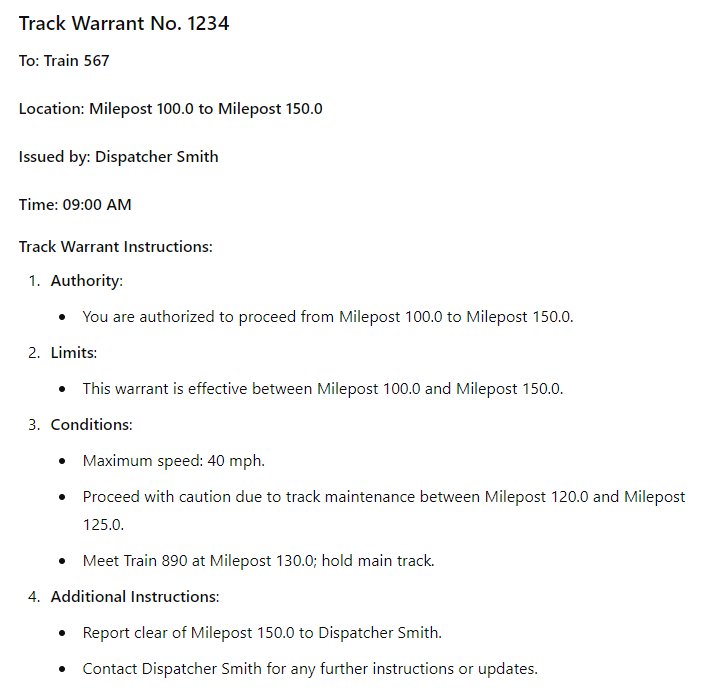 Track Warrant No. 1234
To: Train 567
Location: Milepost 100.0 to Milepost 150.0
Issued by: Dispatcher Smith
Time: 09:00 AM
Track Warrant Instructions:
1. Authority:
• You are authorized to proceed from Milepost 100.0 to Milepost 150.0.
2. Limits:
• This warrant is effective between Milepost 100.0 and Milepost 150.0.
3. Conditions:
• Maximum speed: 40 mph.
• Proceed with caution due to track maintenance between Milepost 120.0 and Milepost
125.0.
• Meet Train 890 at Milepost 130.0; hold main track.
4. Additional Instructions:
• Report clear of Milepost 150.0 to Dispatcher Smith.
• Contact Dispatcher Smith for any further instructions or updates.